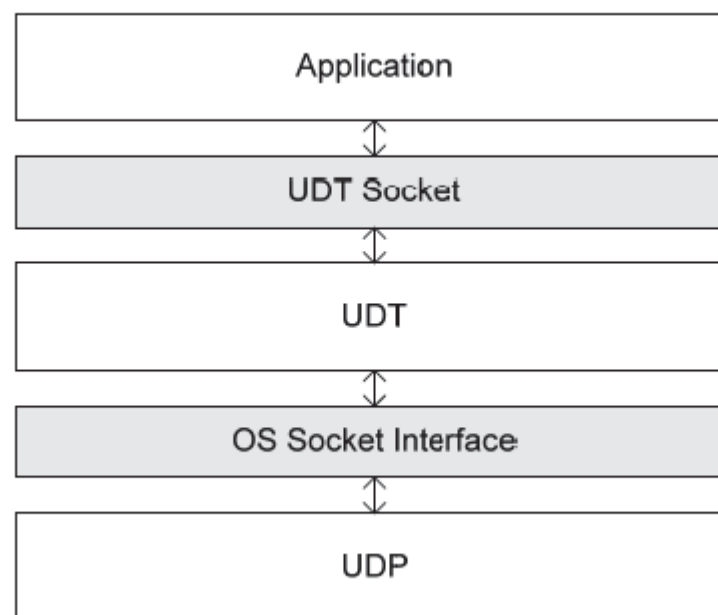 Application
UDT Socket
UDT
OS Socket Interface
UDP